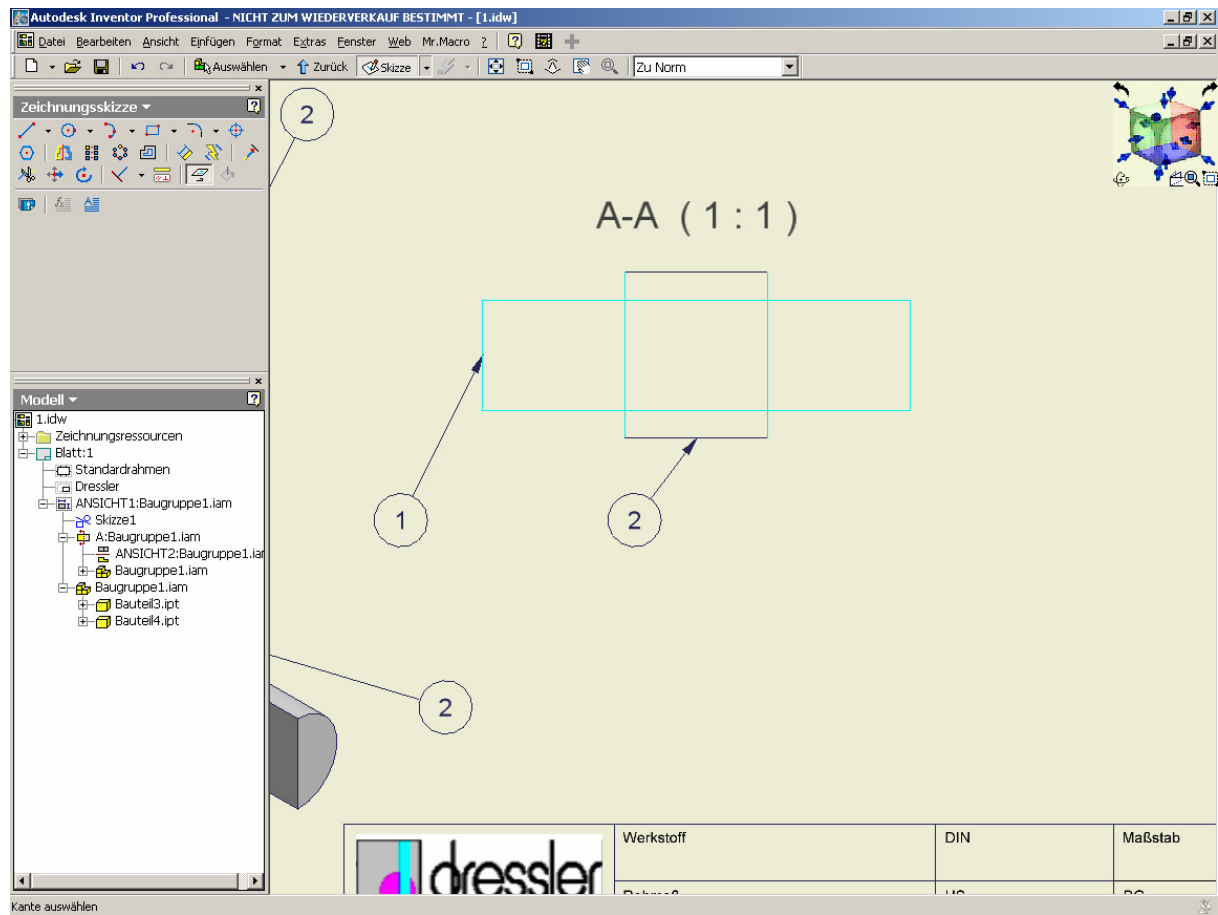 Autodesk Inventor Professional - NICHT ZUM WIEDERVERKAUF BESTIMMT - [1.idw]
Datei Bearbeiten Ansicht Einfügen Format Extras Fenster Web Mr.Macro ?
Auswählen Zurück Skizze Zu Norm
Zeichnungsskizze
Modell
1.idw
Zeichnungsressourcen
Blatt:1
Standardrahmen
Dressler
ANSICHT1:Baugruppe1.iam
Skizze1
A:Baugruppe1.iam
ANSICHT2:Baugruppe1.iar
Baugruppe1.iam
Baugruppe1.iam
Bauteil3.ipt
Bauteil4.ipt
2
A-A ( 1 : 1 )
1
2
2
dressler
Werkstoff
DIN
Maßstab
Kante auswählen